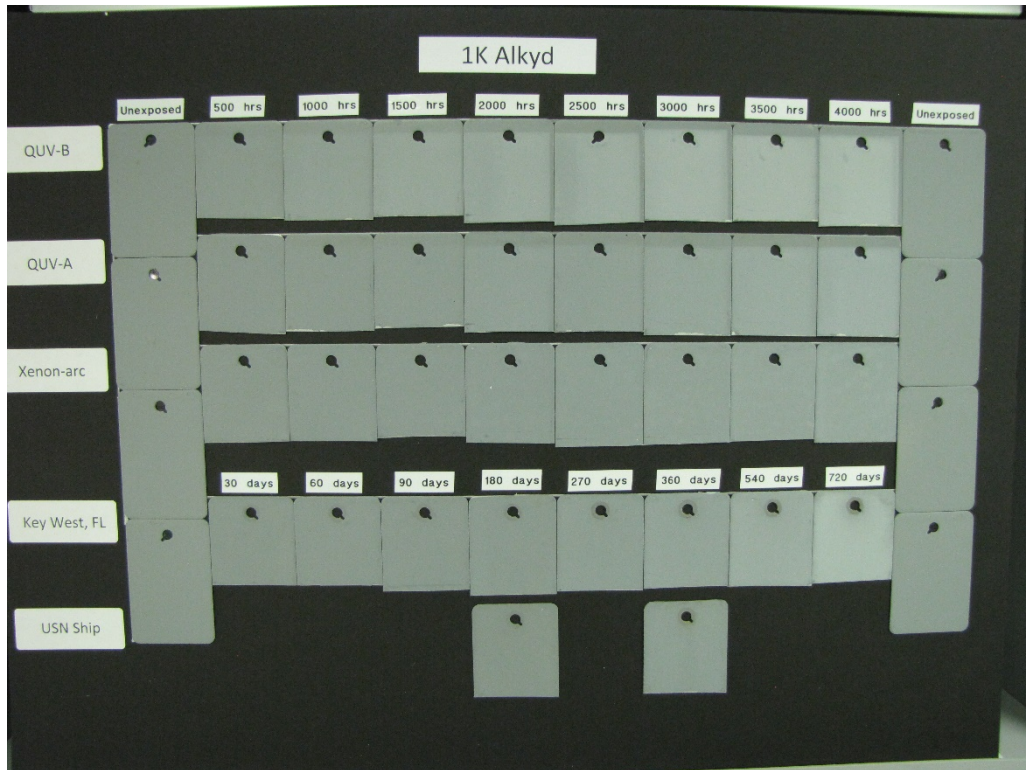 1K Alkyd
Unexposed 500 hrs 1000 hrs 1500 hrs 2000 hrs 2500 hrs 3000 hrs 3500 hrs 4000 hrs Unexposed
QUV-B
QUV-A
Xenon-arc
30 days 60 days 90 days 180 days 270 days 360 days 540 days 720 days
Key West, FL
USN Ship